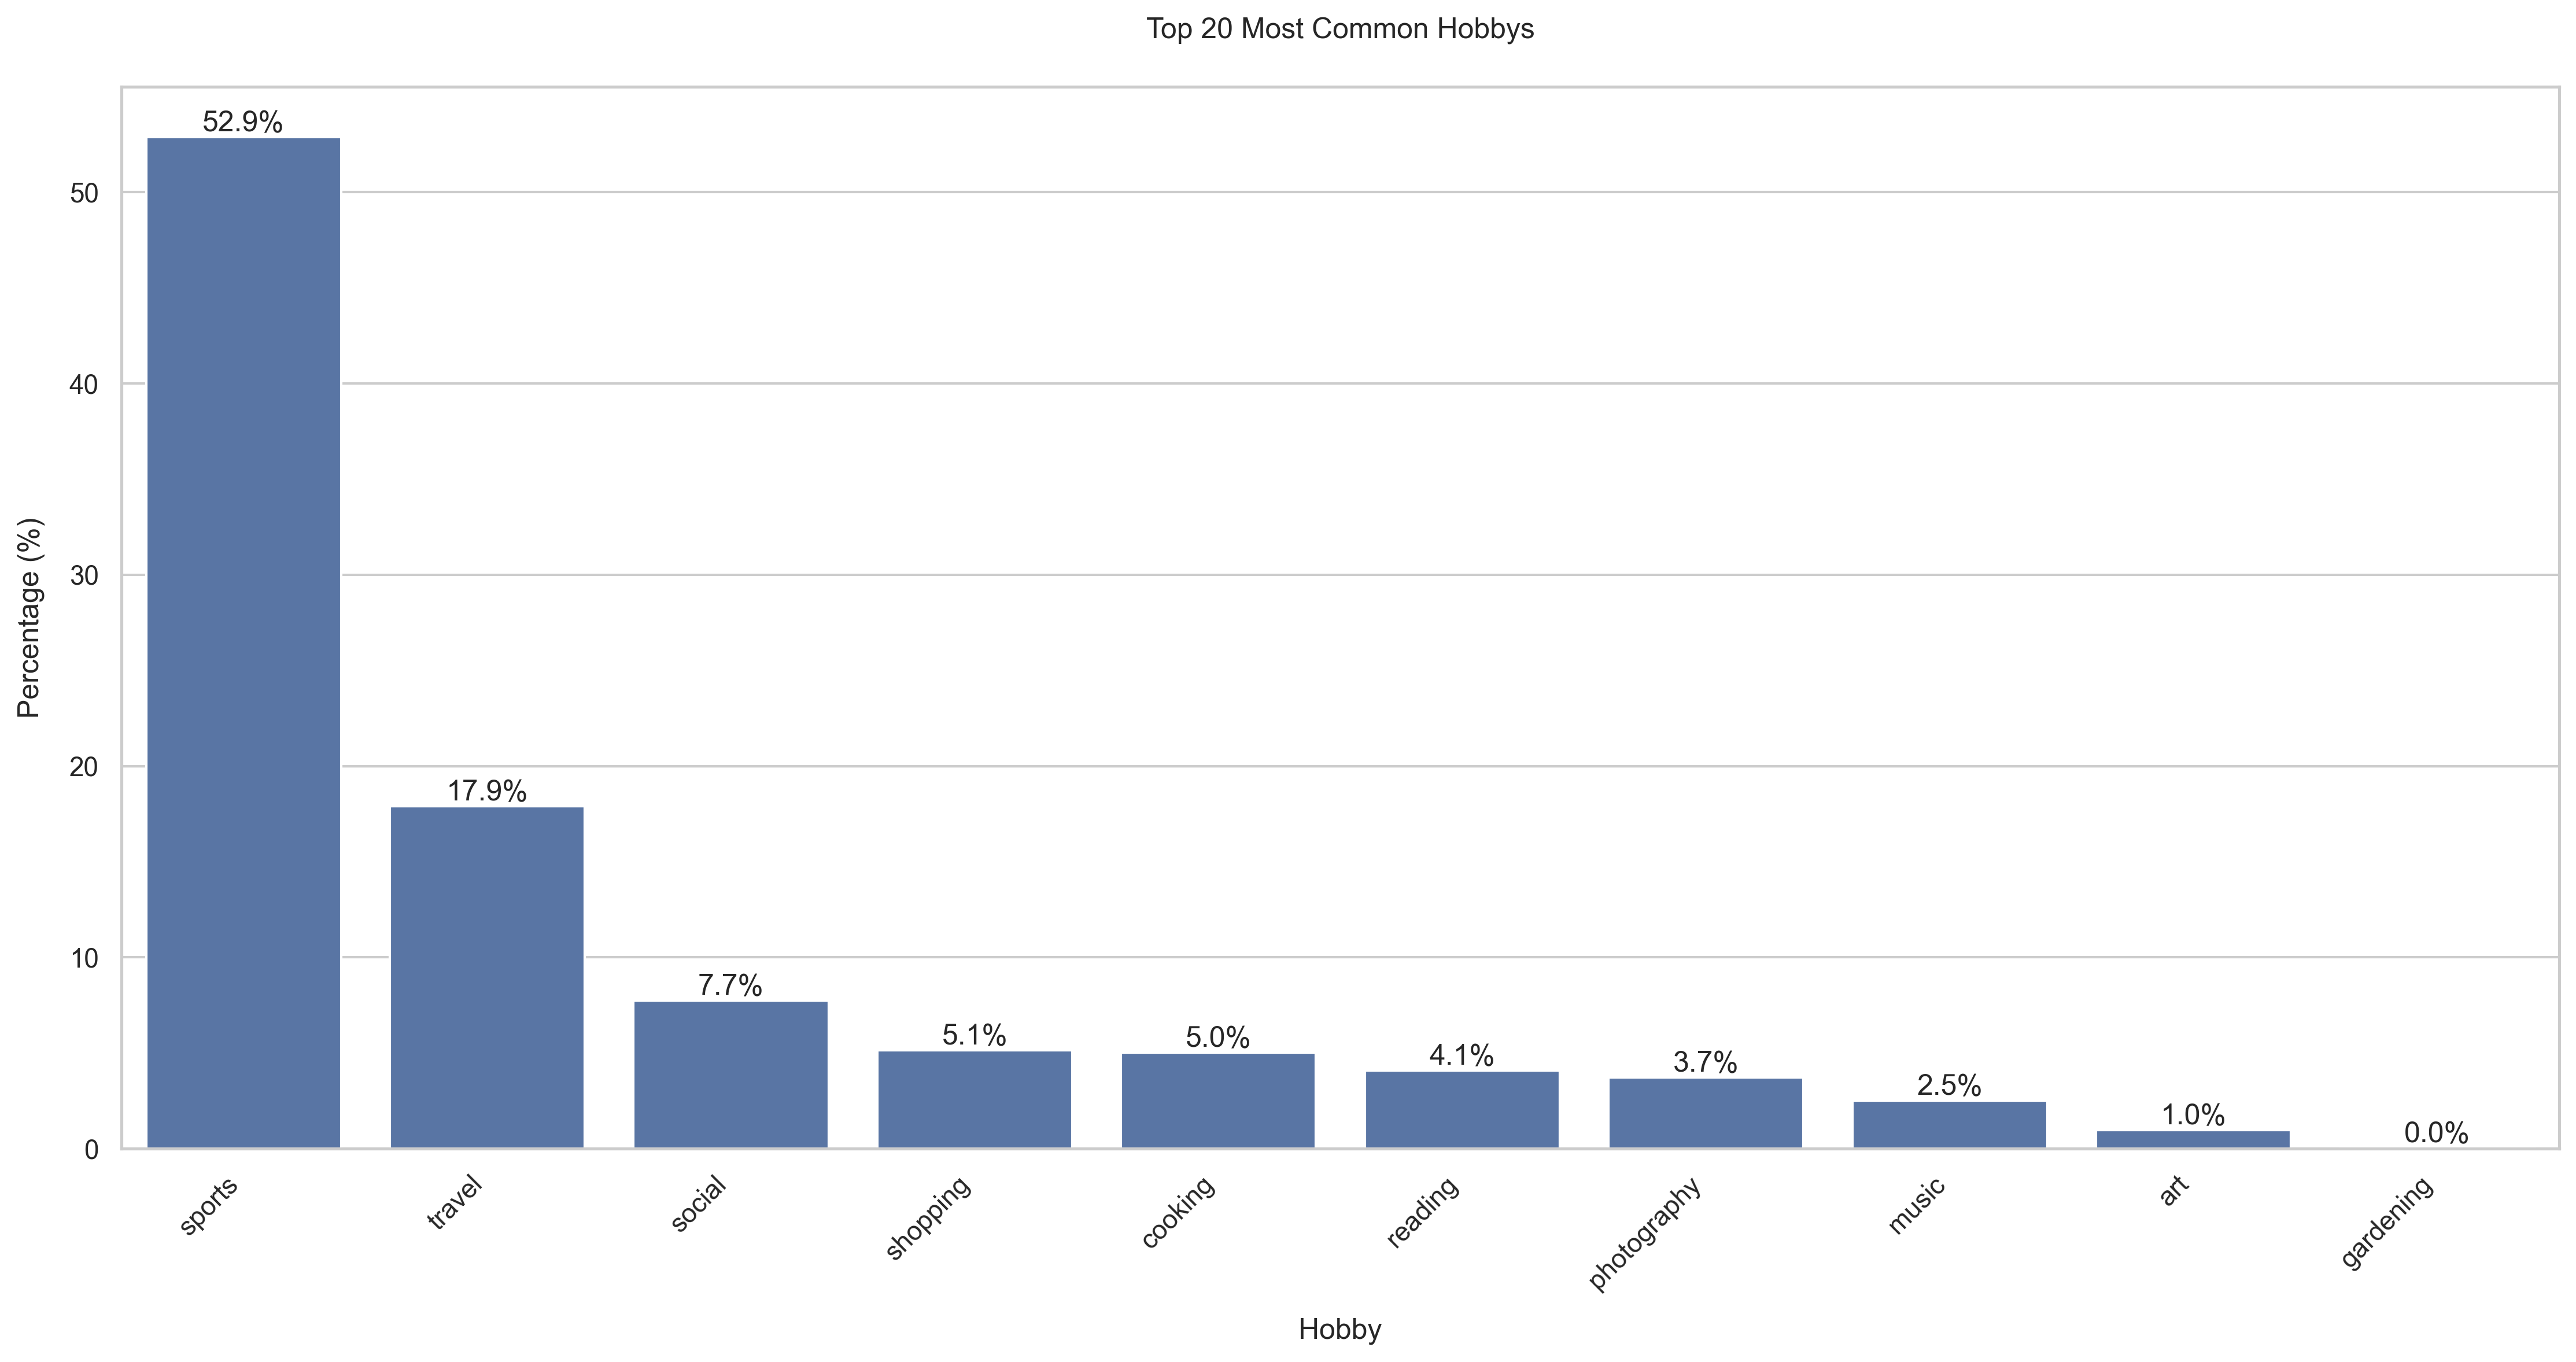 Top 20 Most Common Hobbys
Percentage (%)
50
40
30
20
10
0
52.9%
17.9%
7.7%
5.1%
5.0%
4.1%
3.7%
2.5%
1.0%
0.0%
sports
travel
social
shopping
cooking
reading
photography
music
art
gardening
Hobby